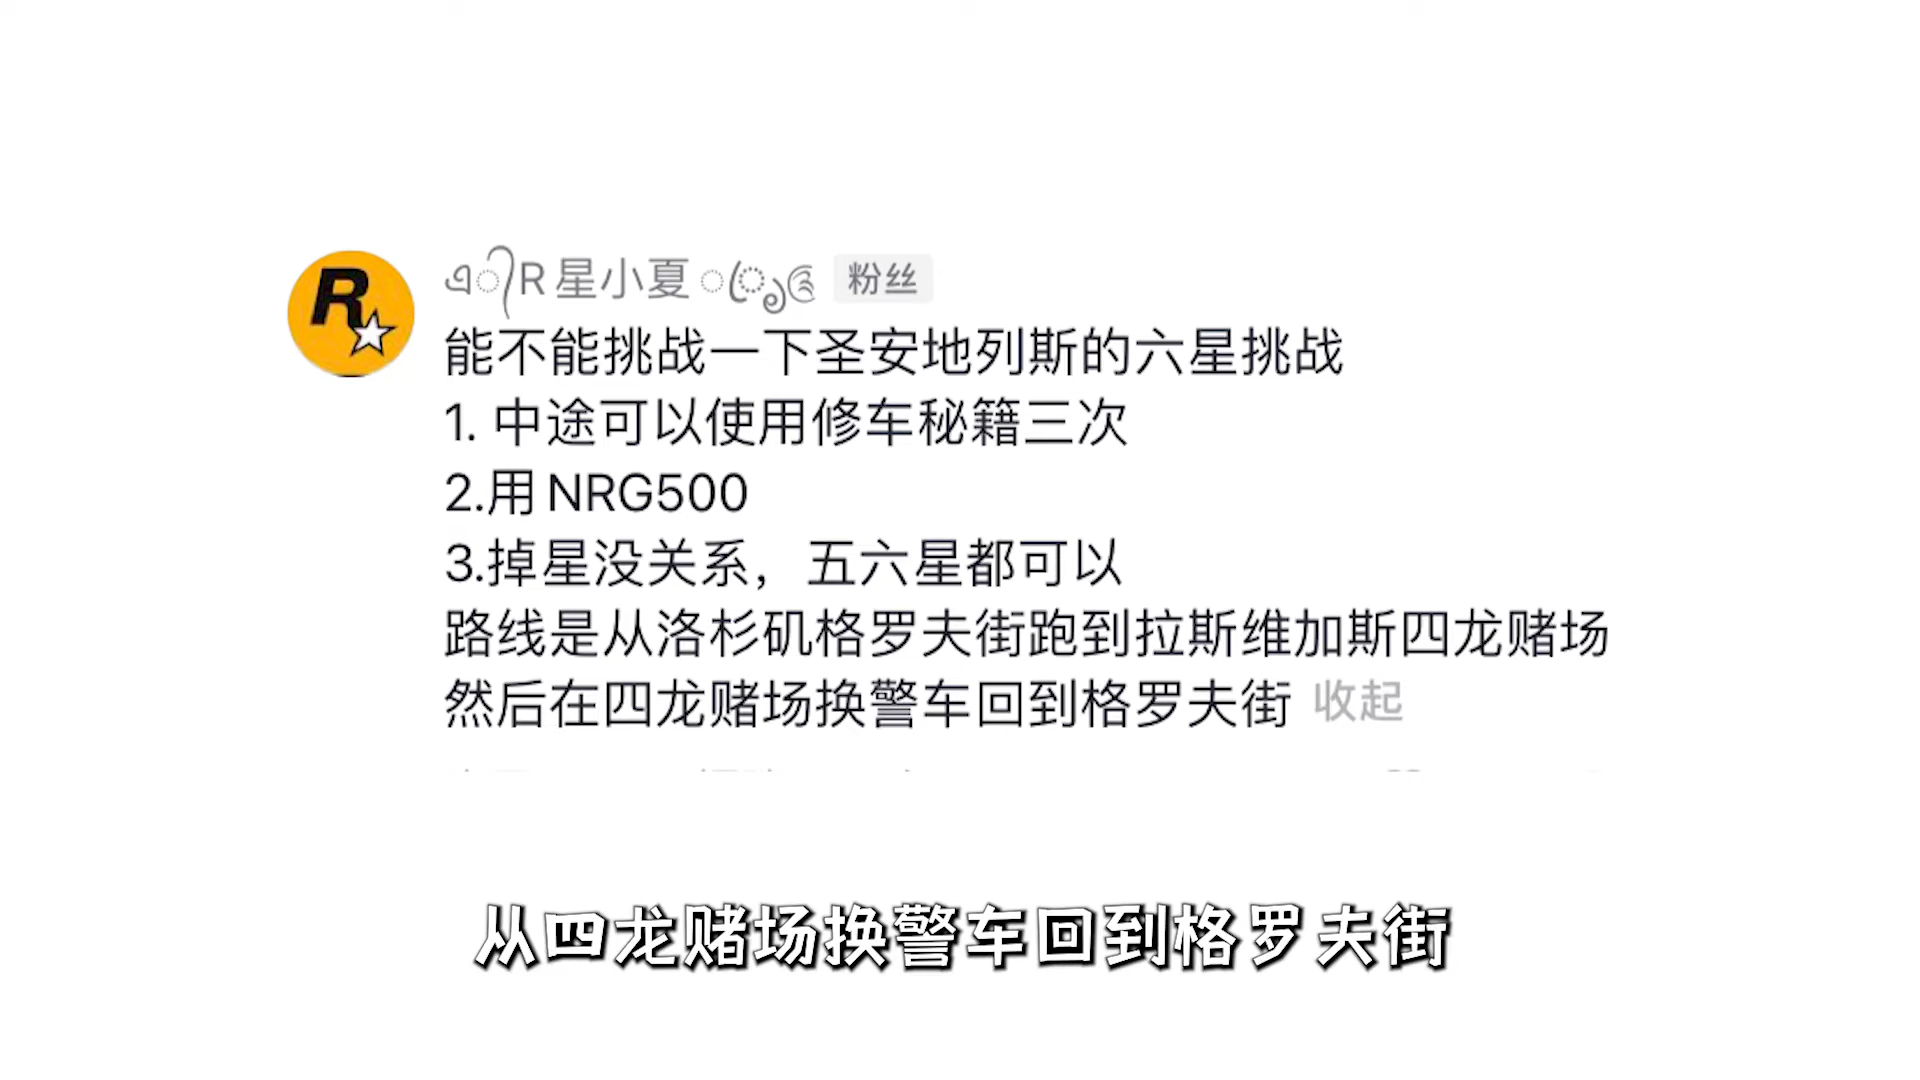 R星小夏 粉丝
能不能挑战一下圣安地列斯的六星挑战
1. 中途可以使用修车秘籍三次
2.用NRG500
3.掉星没关系，五六星都可以
路线是从洛杉矶格罗夫街跑到拉斯维加斯四龙赌场
然后在四龙赌场换警车回到格罗夫街 收起
从四龙赌场换警车回到格罗夫街